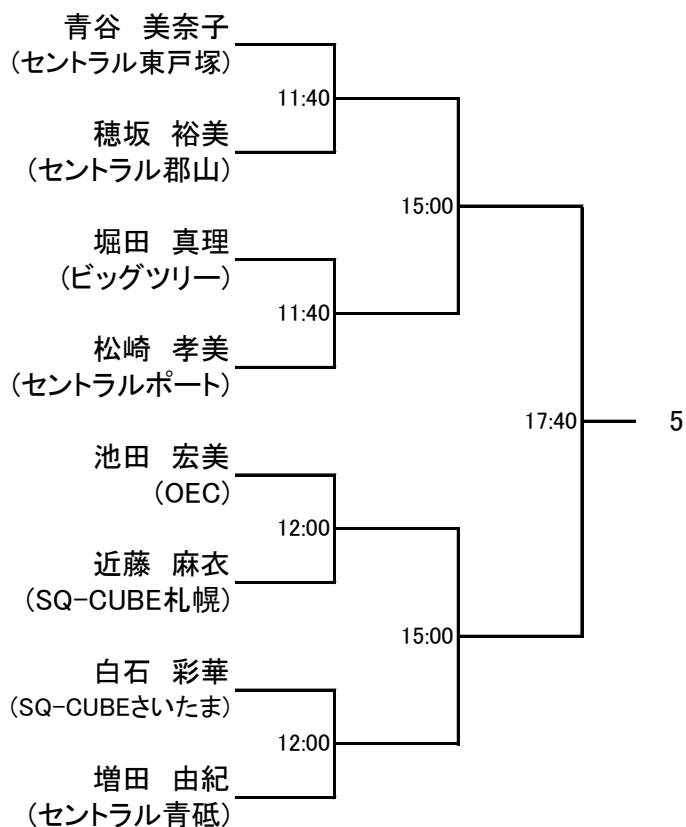 青谷　美奈子
(セントラル東戸塚)
11:40
穂坂　裕美
(セントラル郡山)
15:00
堀田　真理
(ビッグツリー)
11:40
松崎　孝美
(セントラルポート)
17:40
5
池田　宏美
(OEC)
12:00
近藤　麻衣
(SQ-CUBE札幌)
15:00
白石　彩華
(SQ-CUBEさいたま)
12:00
増田　由紀
(セントラル青砥)